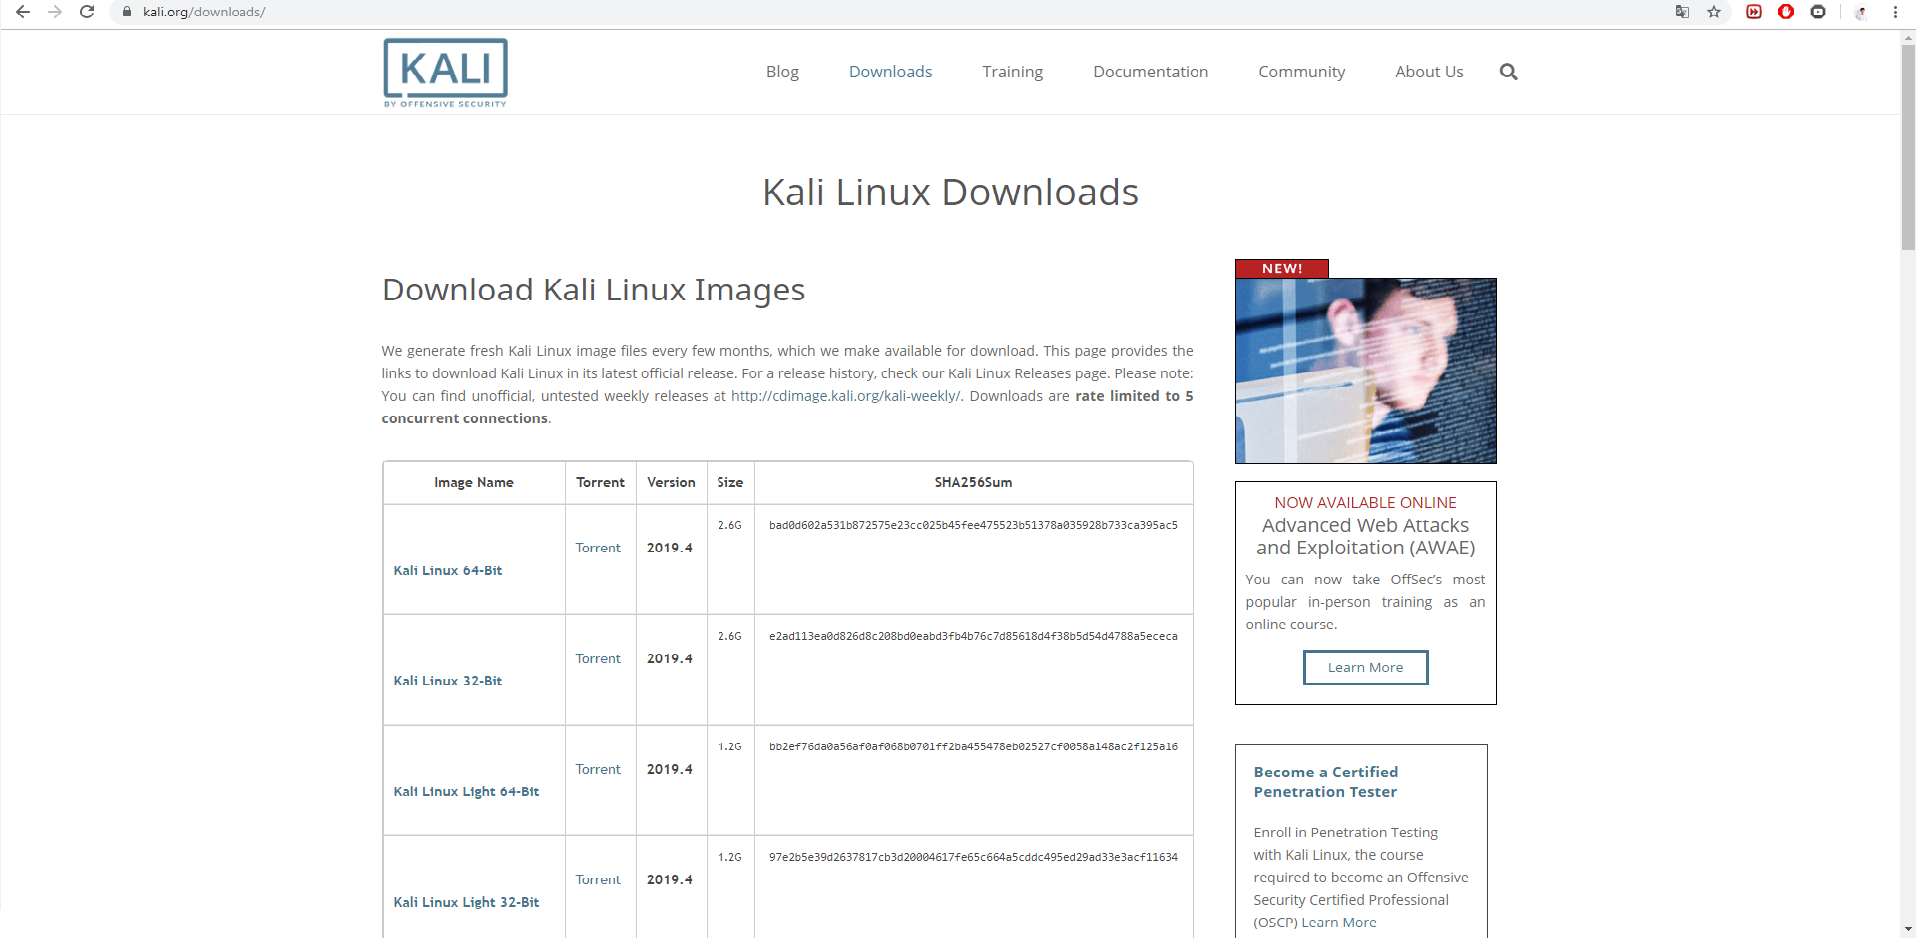 kali.org/downloads/
KALI
BY OFFENSIVE SECURITY
Blog
Downloads
Training
Documentation
Community
About Us
Kali Linux Downloads
Download Kali Linux Images
We generate fresh Kali Linux image files every few months, which we make available for download. This page provides the
links to download Kali Linux in its latest official release. For a release history, check our Kali Linux Releases page. Please note:
You can find unofficial, untested weekly releases at http://cdimage.kali.org/kali-weekly/. Downloads are rate limited to 5
concurrent connections.
Image Name Torrent Version Size SHA256Sum
Kali Linux 64-Bit Torrent 2019.4 2.6G bad0d602a531b872575e23cc025b45fee475523b51378a035928b733ca395ac5
Kali Linux 32-Bit Torrent 2019.4 2.6G e2ad113ea0d826d8c208bd0eabd3fb4b76c7d85618d4f38b5d54d4788a5ececa
Kali Linux Light 64-Bit Torrent 2019.4 1.2G bb2ef76da0a56af0af068b0701ff2ba455478eb02527cf0058a148ac2f125a16
Kali Linux Light 32-Bit Torrent 2019.4 1.2G 97e2b5e39d2637817cb3d20004617fe65c664a5cddc495ed29ad33e3acf11634
NEW!
NOW AVAILABLE ONLINE
Advanced Web Attacks
and Exploitation (AWAE)
You can now take OffSec’s most
popular in-person training as an
online course.
Learn More
Become a Certified
Penetration Tester
Enroll in Penetration Testing
with Kali Linux, the course
required to become an Offensive
Security Certified Professional
(OSCP) Learn More